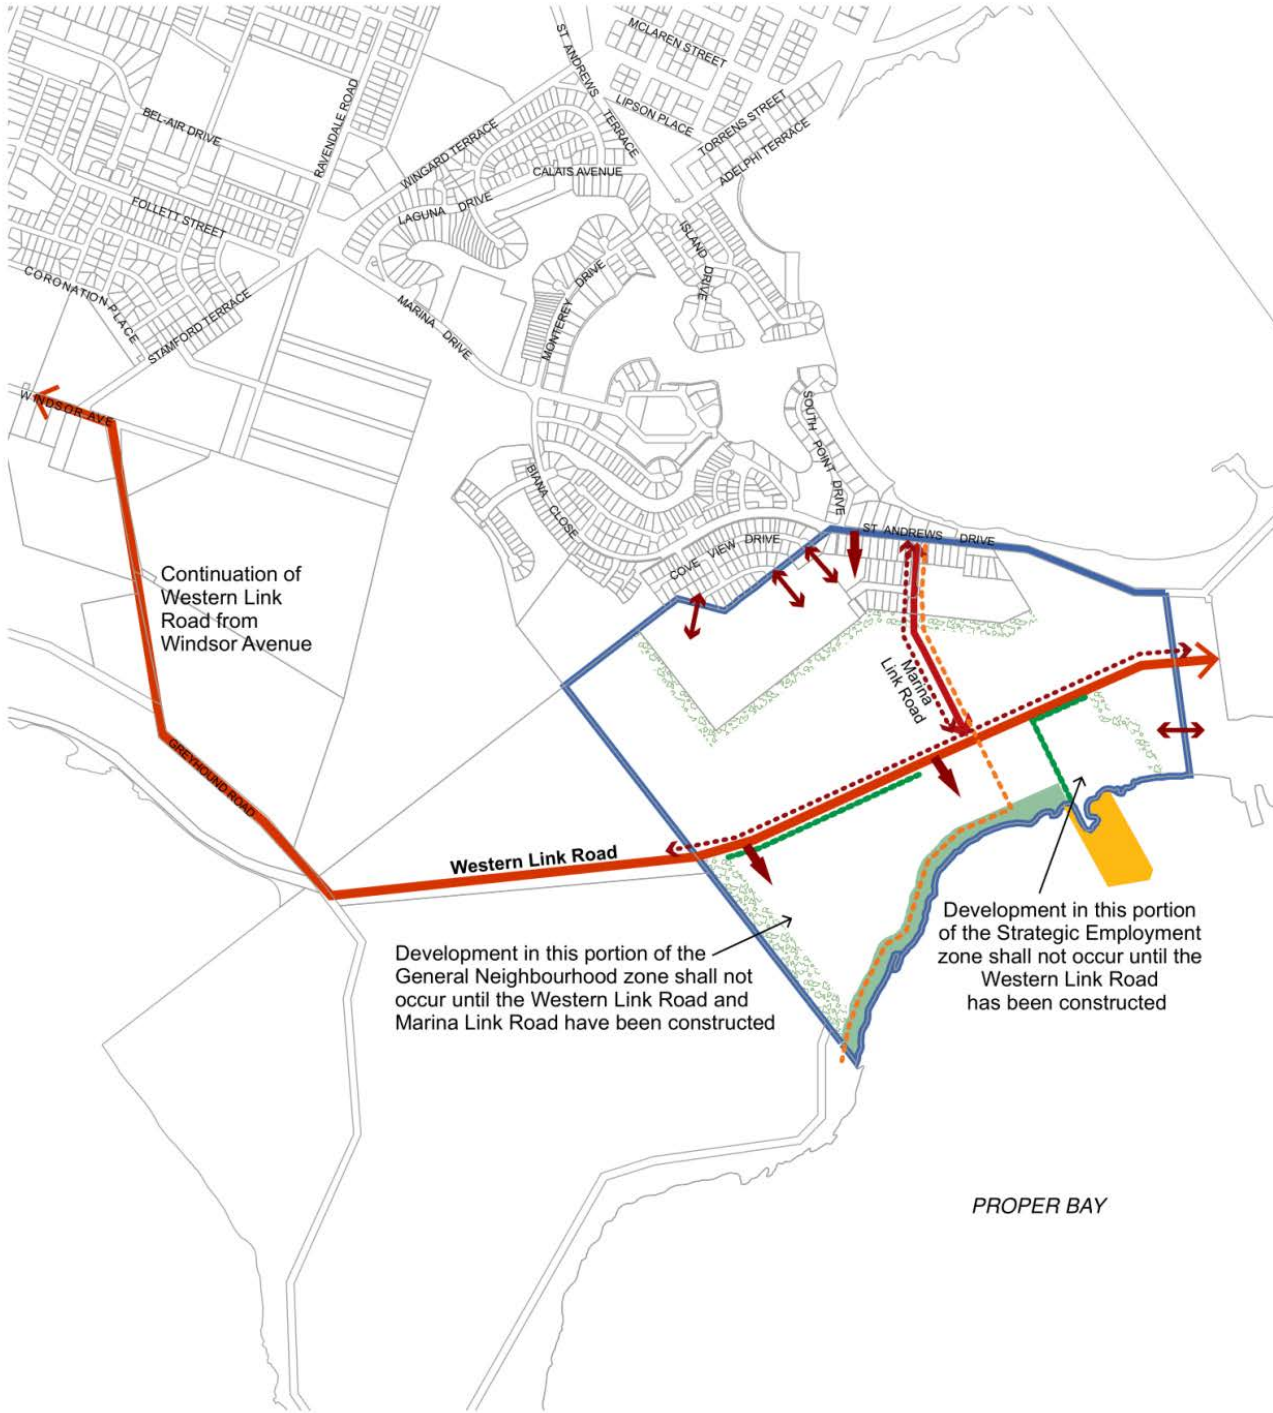 MCLAREN STREET
ST ANDREWS TERRACE
LIPSON PLACE
TORRENS STREET
ADELPHI TERRACE
BEL-AIR DRIVE
RAVENDALE ROAD
WINGARD TERRACE
CALAIS AVENUE
LAGUNA DRIVE
FOLLETT STREET
ISLAND DRIVE
CORONATION PLACE
STAMFORD TERRACE
MARINA DRIVE
MONTEREY DRIVE
WINDSOR AVE
SOUTH POINT DRIVE
BIANA CLOSE
COVE VIEW DRIVE
ST ANDREWS DRIVE
Continuation of
Western Link
Road from
Windsor Avenue
Marina
Link Road
GREYHOUND ROAD
Western Link Road
Development in this portion of the
General Neighbourhood zone shall not
occur until the Western Link Road and
Marina Link Road have been constructed
Development in this portion
of the Strategic Employment
zone shall not occur until the
Western Link Road
has been constructed
PROPER BAY